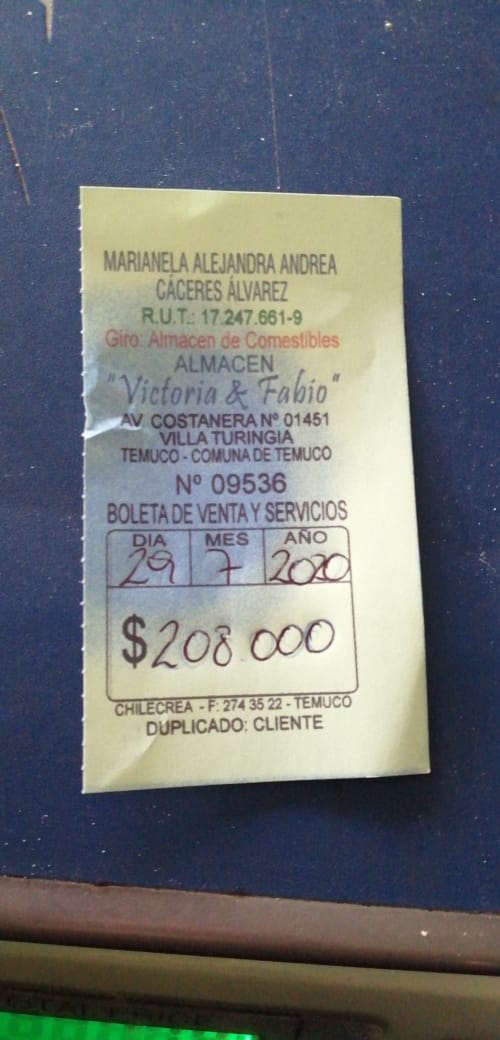 MARIANELA ALEJANDRA ANDREA
CÁCERES ÁLVAREZ
R.U.T.: 17.247.661-9
Giro: Almacen de Comestibles
ALMACEN
"Victoria & Fabio"
AV. COSTANERA Nº 01451
VILLA TURINGIA
TEMUCO - COMUNA DE TEMUCO
Nº 09536
BOLETA DE VENTA Y SERVICIOS
DIA MES AÑO
29 7 2020
$208.000
CHILECREA - F: 274 35 22 - TEMUCO
DUPLICADO: CLIENTE